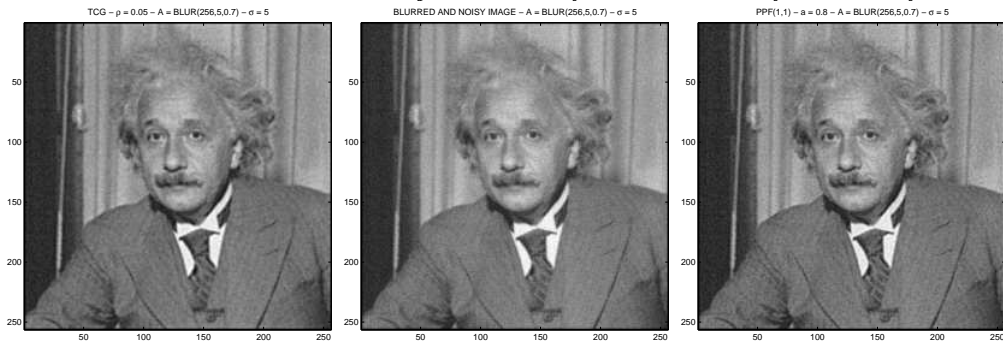 TCG − ρ = 0.05 − A = BLUR(256,5,0.7) − σ = 5
50
100
150
200
250
50 100 150 200 250
BLURRED AND NOISY IMAGE − A = BLUR(256,5,0.7) − σ = 5
50
100
150
200
250
50 100 150 200 250
PPF(1,1) − a = 0.8 − A = BLUR(256,5,0.7) − σ = 5
50
100
150
200
250
50 100 150 200 250